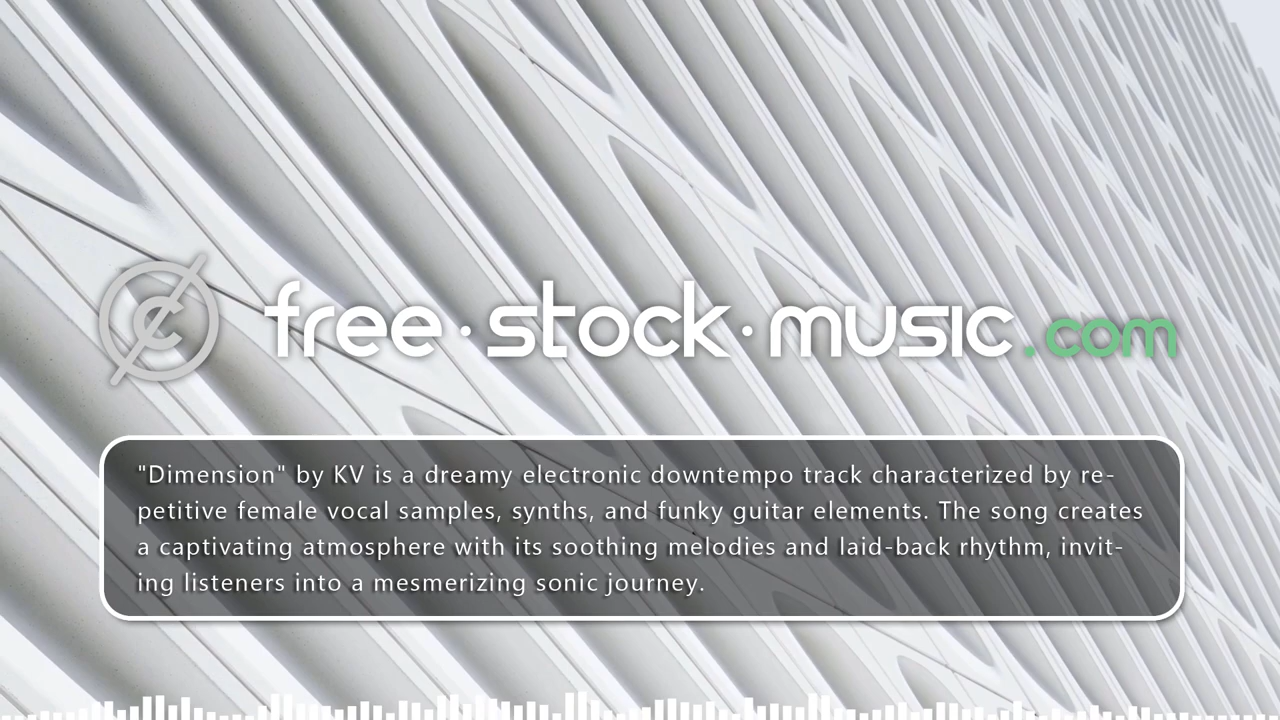 free·stock·music.com
"Dimension" by KV is a dreamy electronic downtempo track characterized by re-
petitive female vocal samples, synths, and funky guitar elements. The song creates
a captivating atmosphere with its soothing melodies and laid-back rhythm, invit-
ing listeners into a mesmerizing sonic journey.